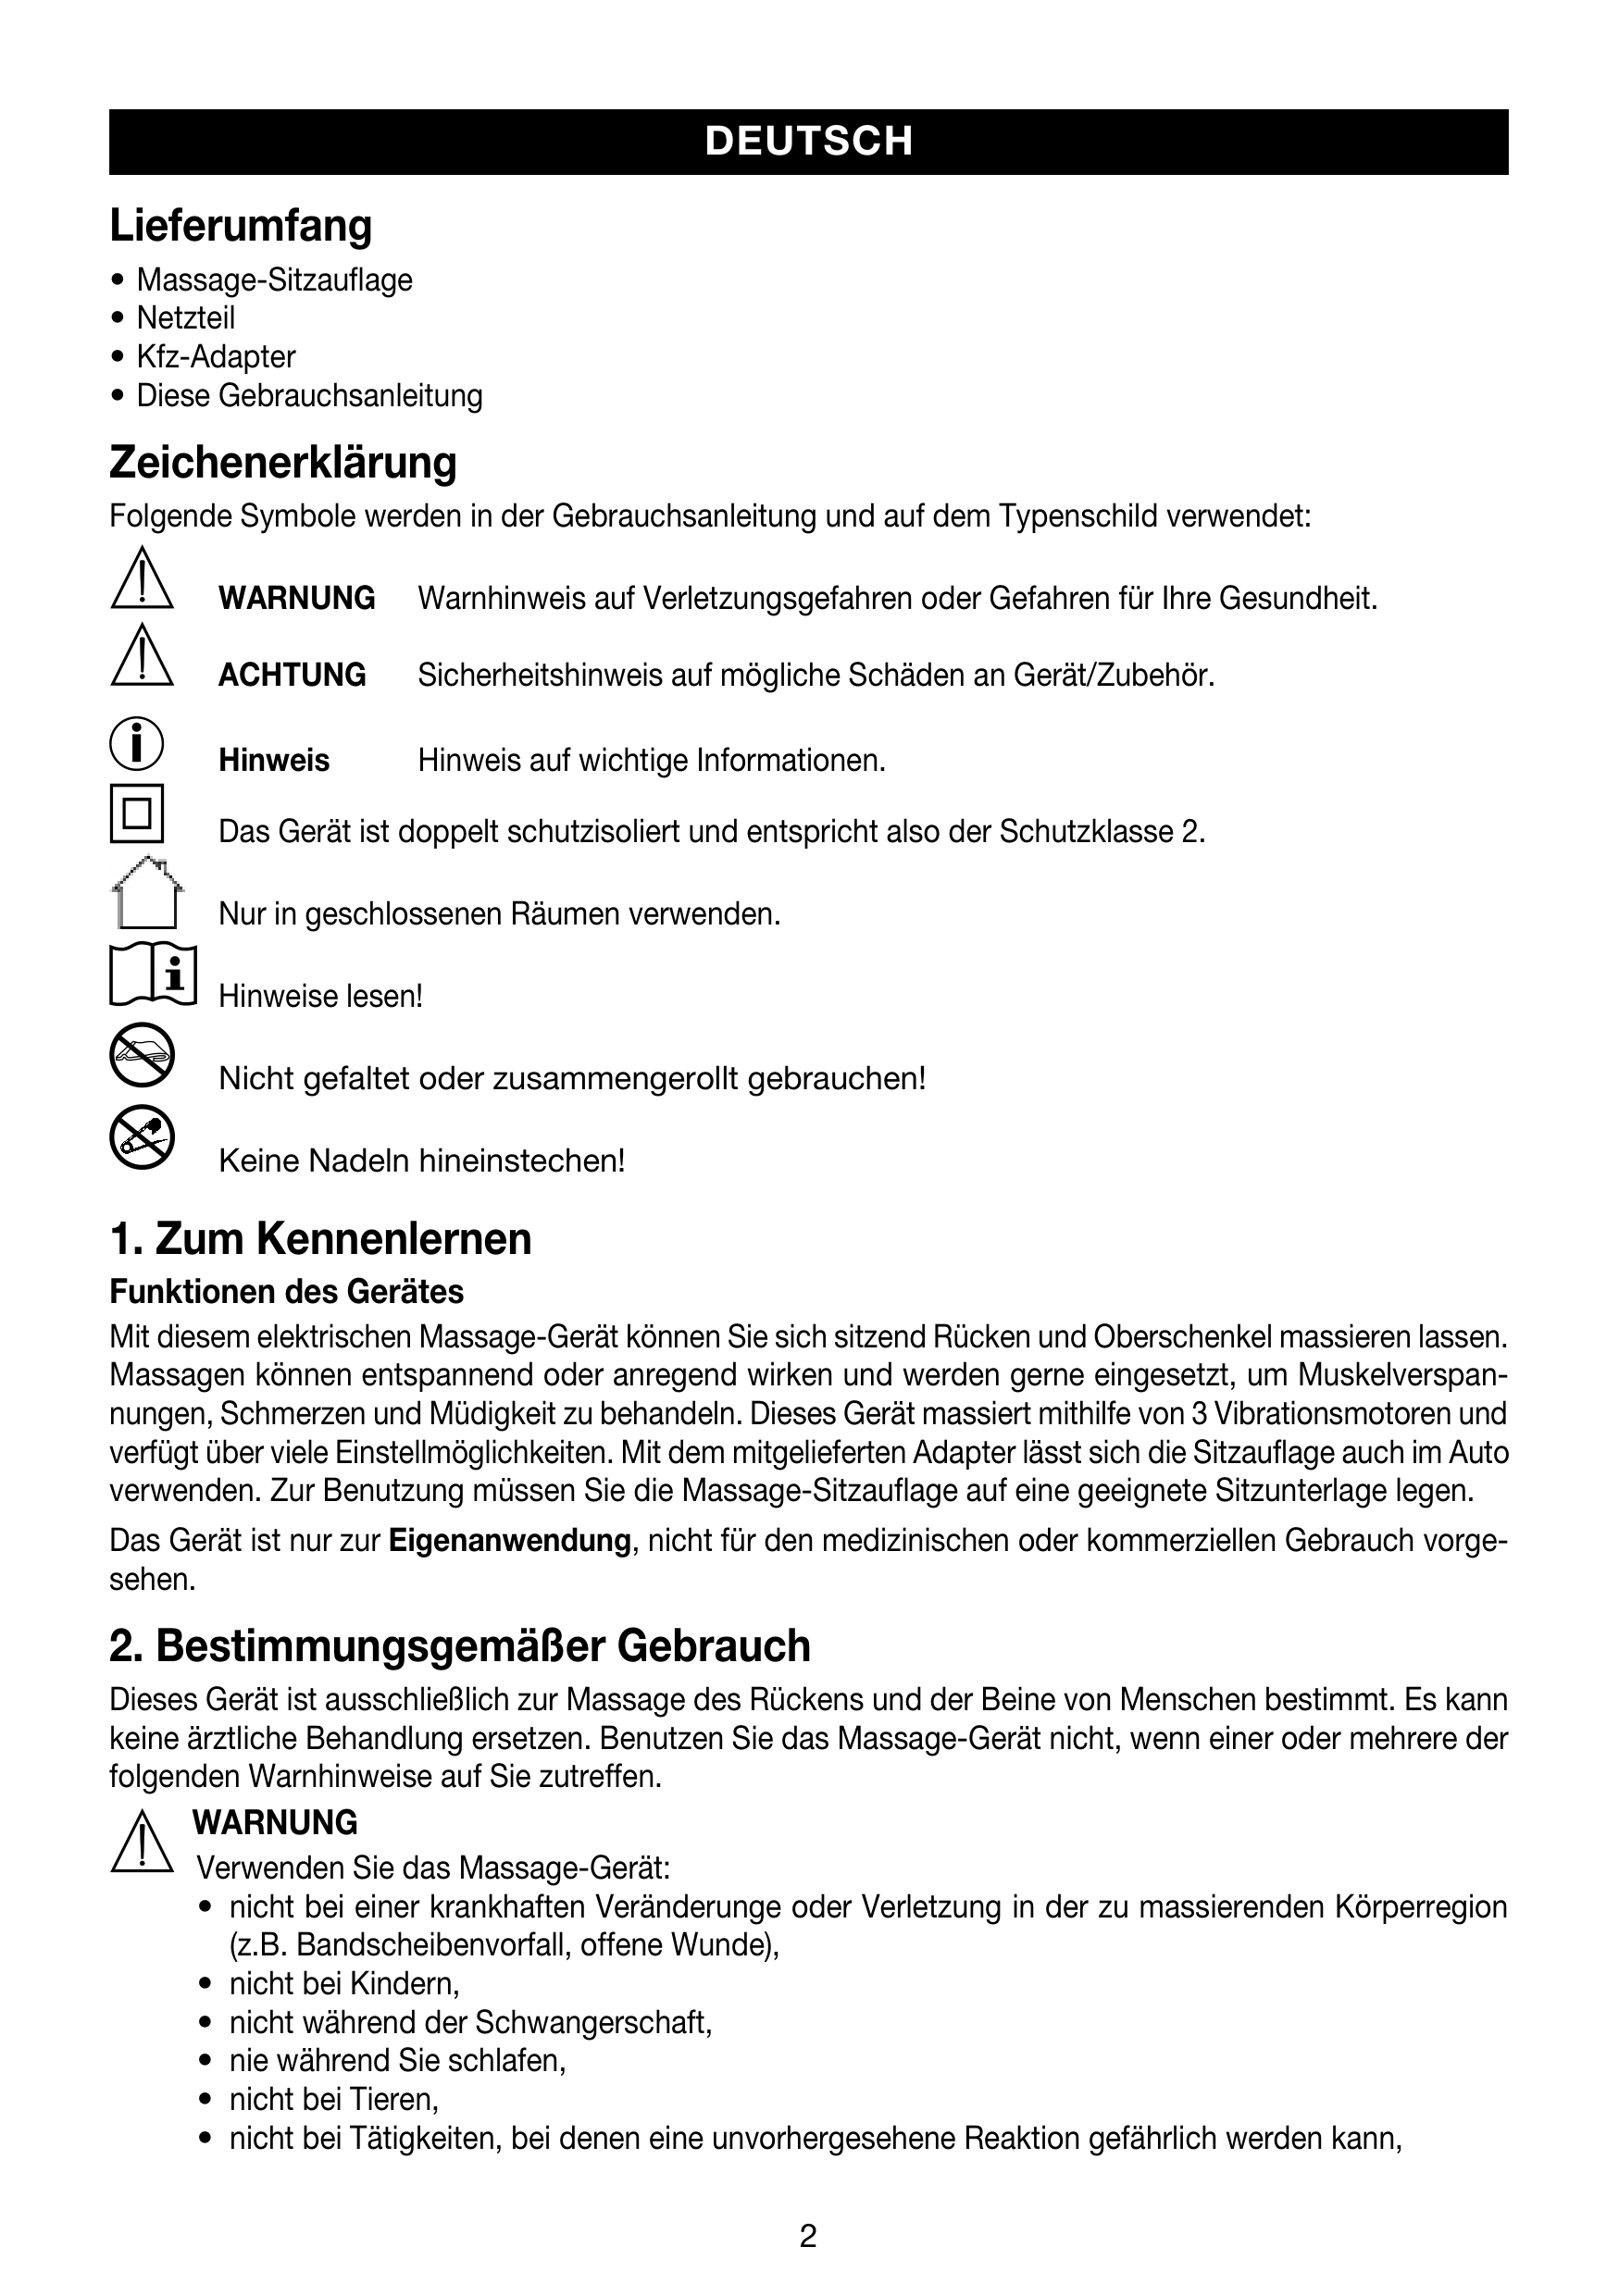 DEUTSCH
Lieferumfang
• Massage-Sitzauflage
• Netzteil
• Kfz-Adapter
• Diese Gebrauchsanleitung
Zeichenerklärung
Folgende Symbole werden in der Gebrauchsanleitung und auf dem Typenschild verwendet:
WARNUNG Warnhinweis auf Verletzungsgefahren oder Gefahren für Ihre Gesundheit.
ACHTUNG Sicherheitshinweis auf mögliche Schäden an Gerät/Zubehör.
Hinweis Hinweis auf wichtige Informationen.
Das Gerät ist doppelt schutzisoliert und entspricht also der Schutzklasse 2.
Nur in geschlossenen Räumen verwenden.
Hinweise lesen!
Nicht gefaltet oder zusammengerollt gebrauchen!
Keine Nadeln hineinstechen!
1. Zum Kennenlernen
Funktionen des Gerätes
Mit diesem elektrischen Massage-Gerät können Sie sich sitzend Rücken und Oberschenkel massieren lassen.
Massagen können entspannend oder anregend wirken und werden gerne eingesetzt, um Muskelverspan-
nungen, Schmerzen und Müdigkeit zu behandeln. Dieses Gerät massiert mithilfe von 3 Vibrationsmotoren und
verfügt über viele Einstellmöglichkeiten. Mit dem mitgelieferten Adapter lässt sich die Sitzauflage auch im Auto
verwenden. Zur Benutzung müssen Sie die Massage-Sitzauflage auf eine geeignete Sitzunterlage legen.
Das Gerät ist nur zur Eigenanwendung, nicht für den medizinischen oder kommerziellen Gebrauch vorge-
sehen.
2. Bestimmungsgemäßer Gebrauch
Dieses Gerät ist ausschließlich zur Massage des Rückens und der Beine von Menschen bestimmt. Es kann
keine ärztliche Behandlung ersetzen. Benutzen Sie das Massage-Gerät nicht, wenn einer oder mehrere der
folgenden Warnhinweise auf Sie zutreffen.
WARNUNG
Verwenden Sie das Massage-Gerät:
• nicht bei einer krankhaften Veränderunge oder Verletzung in der zu massierenden Körperregion
(z.B. Bandscheibenvorfall, offene Wunde),
• nicht bei Kindern,
• nicht während der Schwangerschaft,
• nie während Sie schlafen,
• nicht bei Tieren,
• nicht bei Tätigkeiten, bei denen eine unvorhergesehene Reaktion gefährlich werden kann,
2